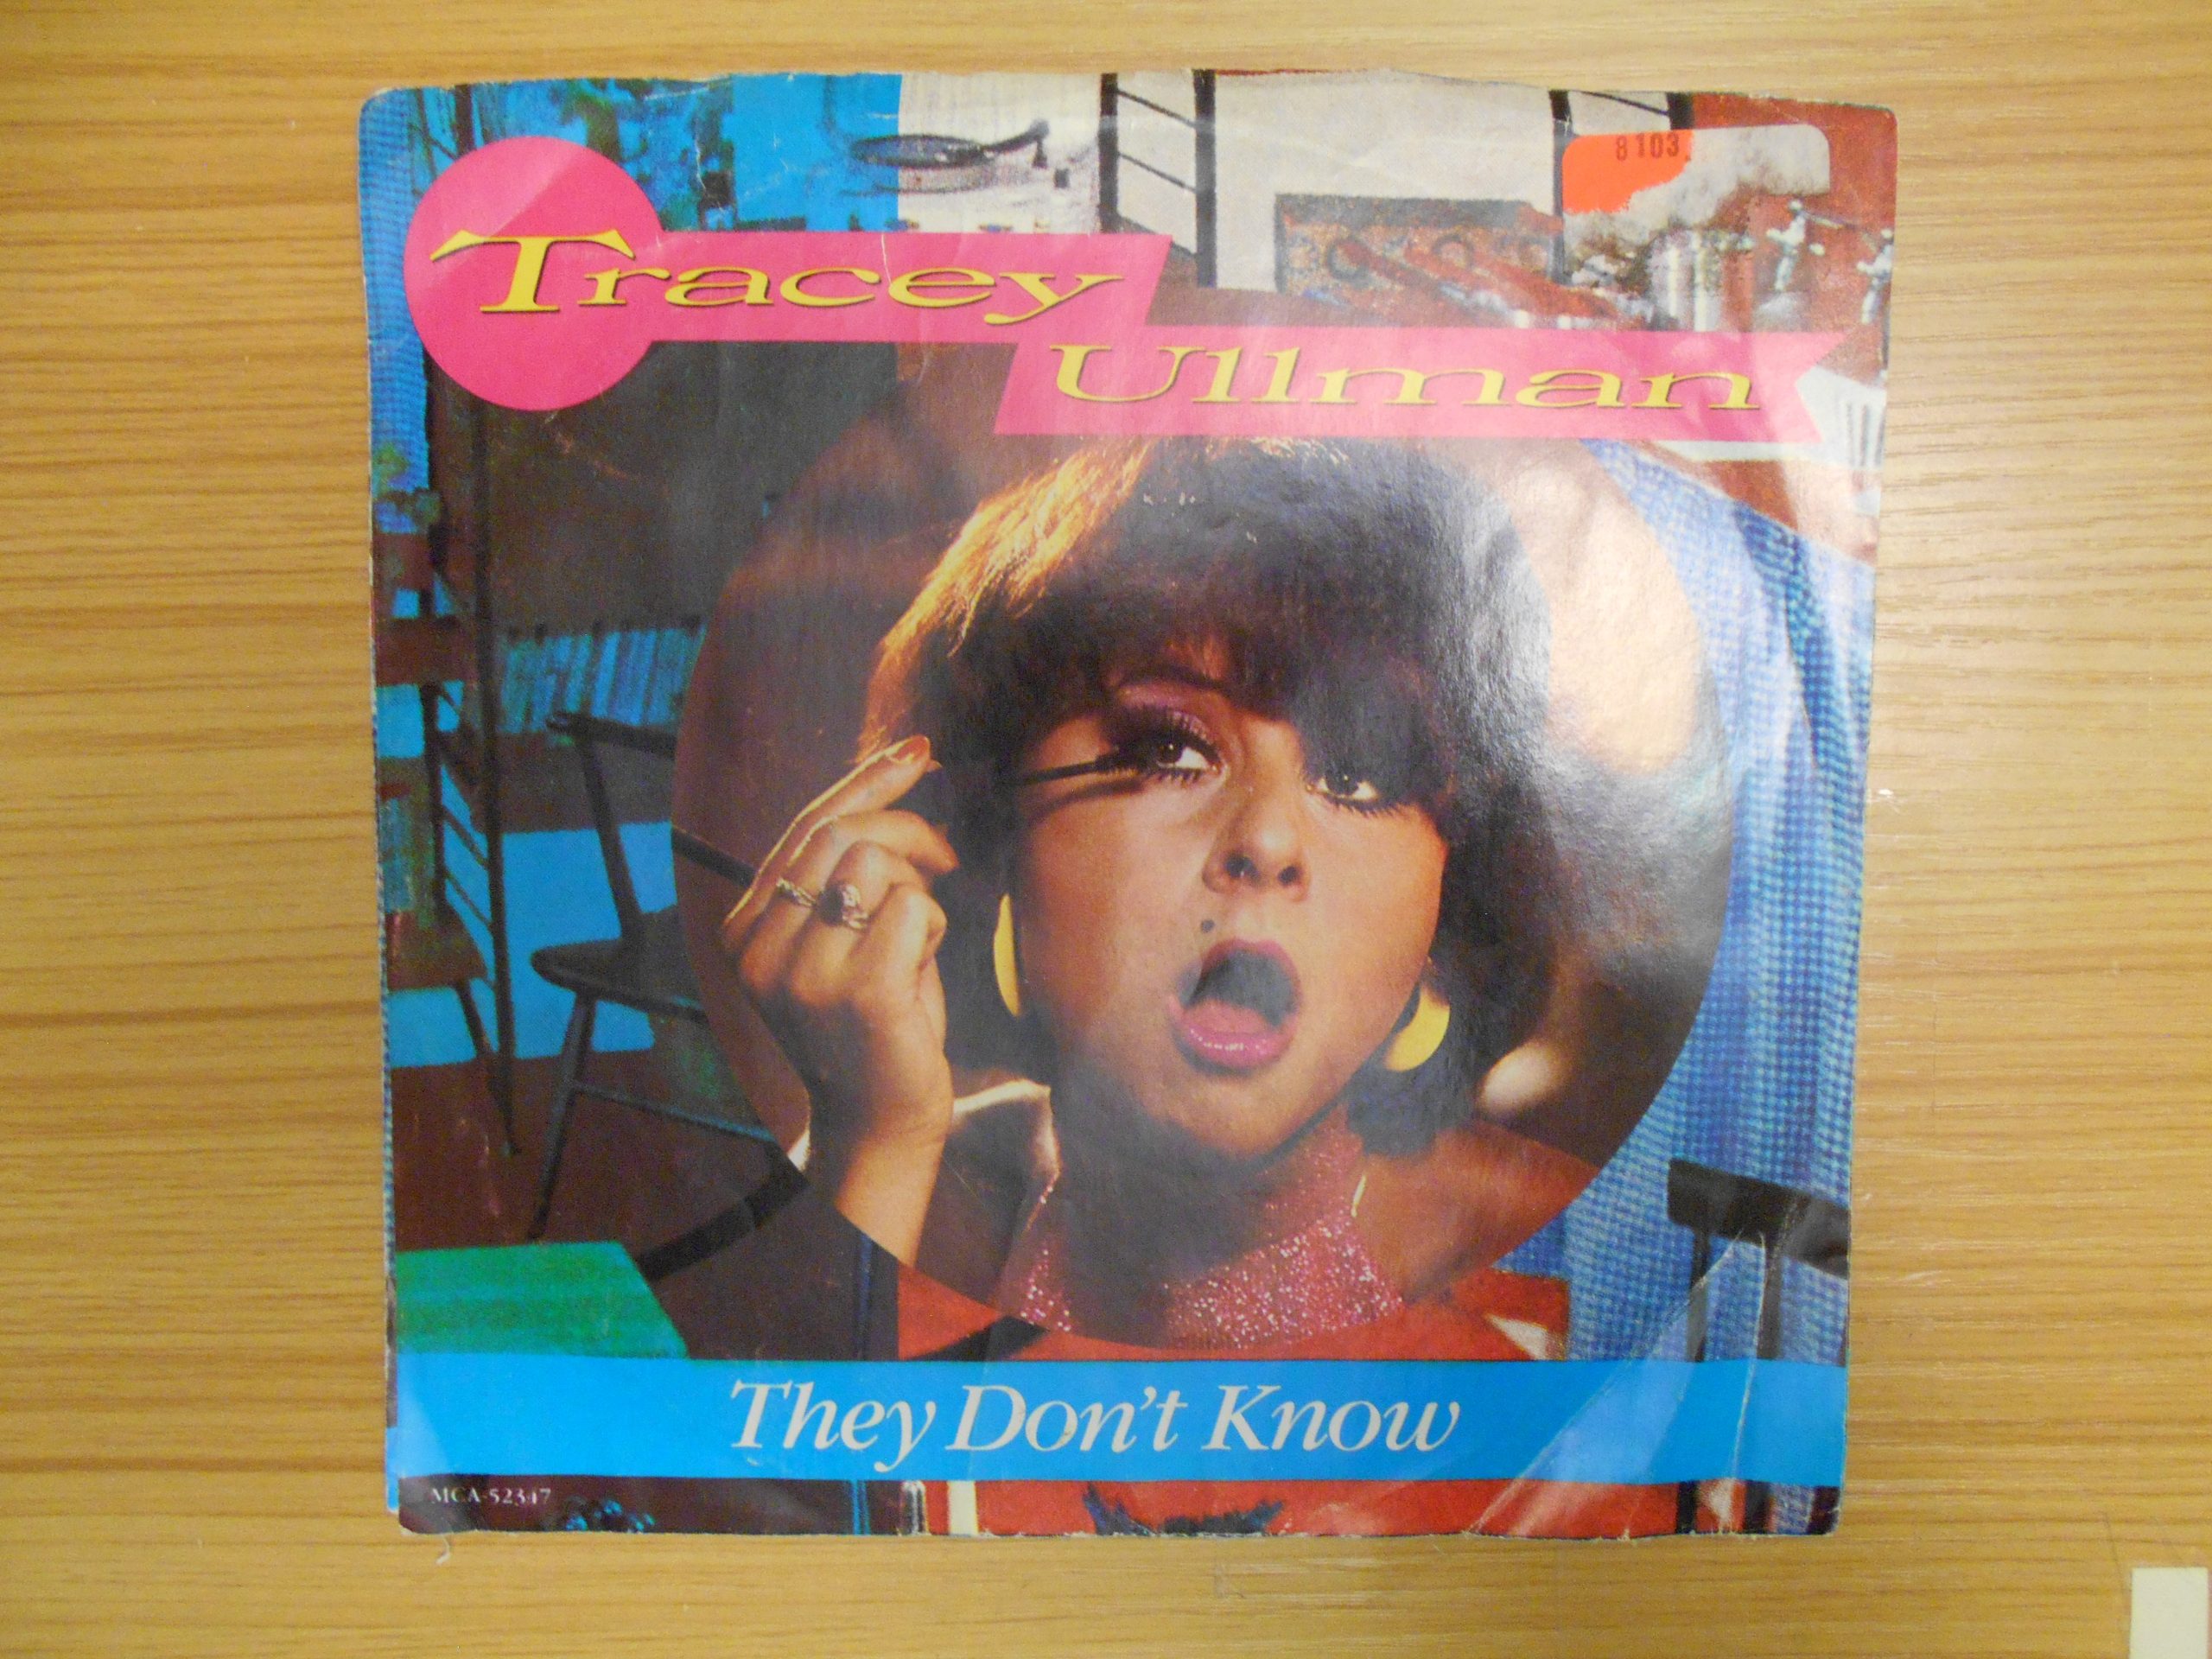 8103
Tracey
Ullman
They Don't Know
MCA-52347